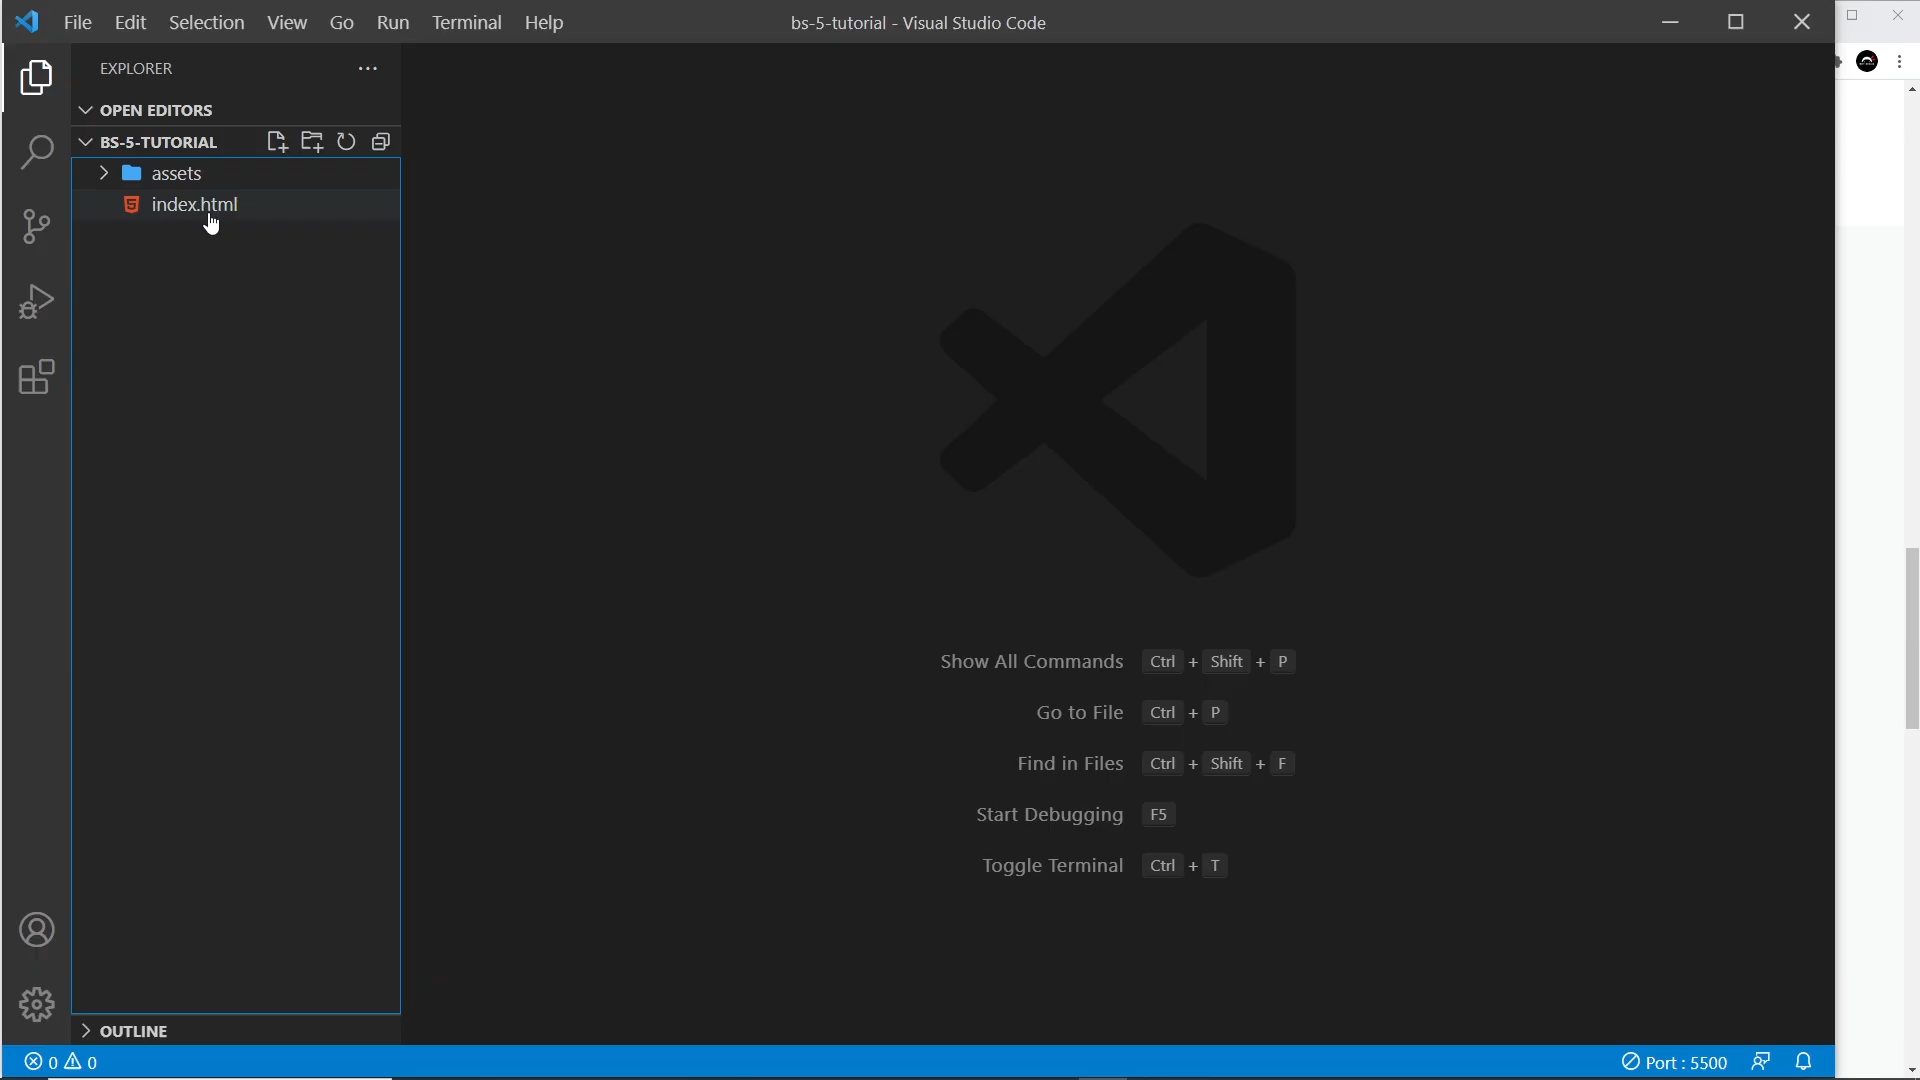 File Edit Selection View Go Run Terminal Help bs-5-tutorial - Visual Studio Code
EXPLORER
OPEN EDITORS
BS-5-TUTORIAL
assets
index.html
Show All Commands Ctrl + Shift + P
Go to File Ctrl + P
Find in Files Ctrl + Shift + F
Start Debugging F5
Toggle Terminal Ctrl + T
OUTLINE
0 0 Port : 5500